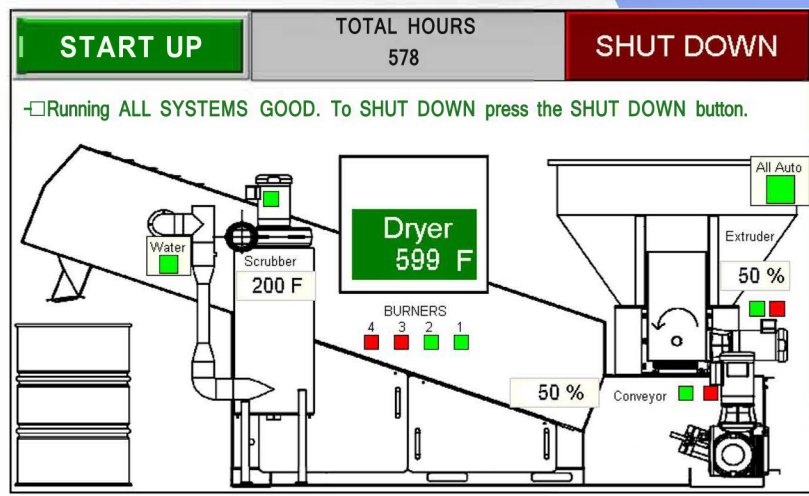 START UP
TOTAL HOURS
578
SHUT DOWN
Running ALL SYSTEMS GOOD. To SHUT DOWN press the SHUT DOWN button.
All Auto
Dryer
599 F
Water
Scrubber
200 F
Extruder
50 %
BURNERS
4 3 2 1
50 %
Conveyor